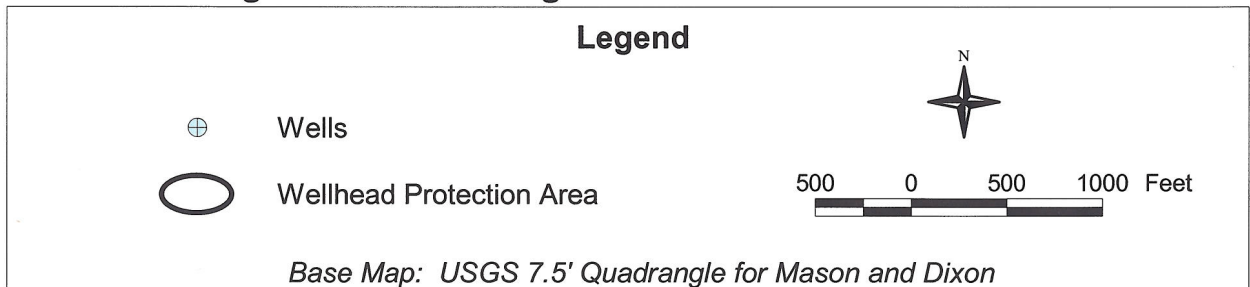 Legend
N
Wells
Wellhead Protection Area
500 0 500 1000 Feet
Base Map: USGS 7.5' Quadrangle for Mason and Dixon